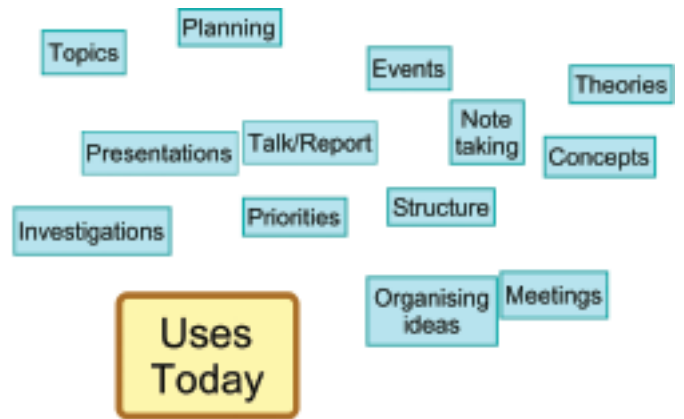 Planning
Topics
Events
Theories
Note
taking
Talk/Report
Presentations
Concepts
Structure
Priorities
Investigations
Meetings
Organising
ideas
Uses
Today